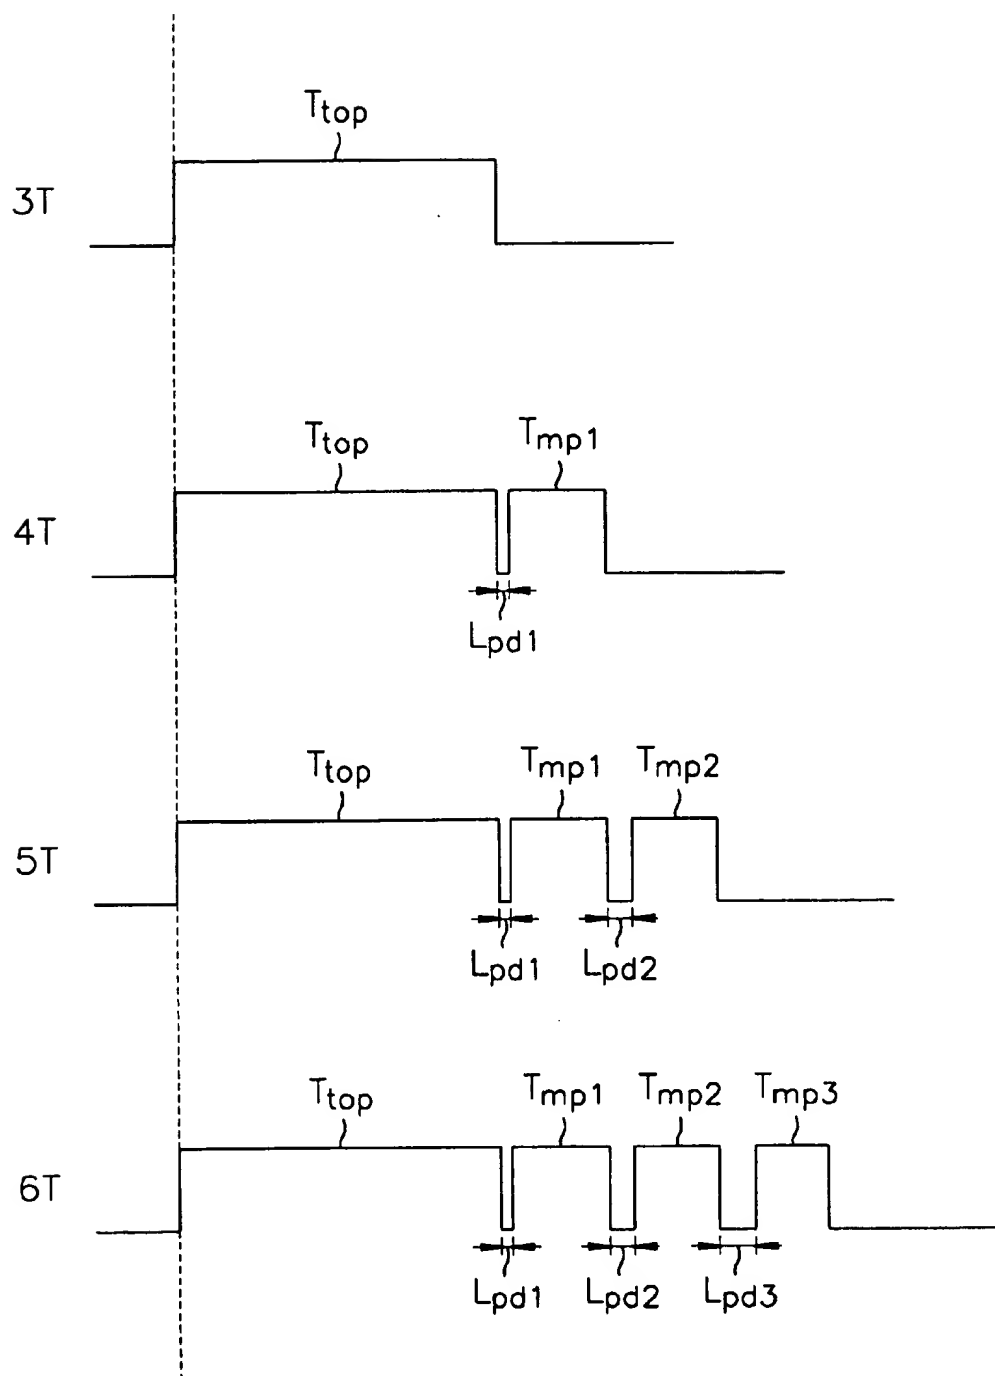 Ttop
3T
Ttop Tmp1
4T
Lpd1
Ttop Tmp1 Tmp2
5T
Lpd1 Lpd2
Ttop Tmp1 Tmp2 Tmp3
6T
Lpd1 Lpd2 Lpd3